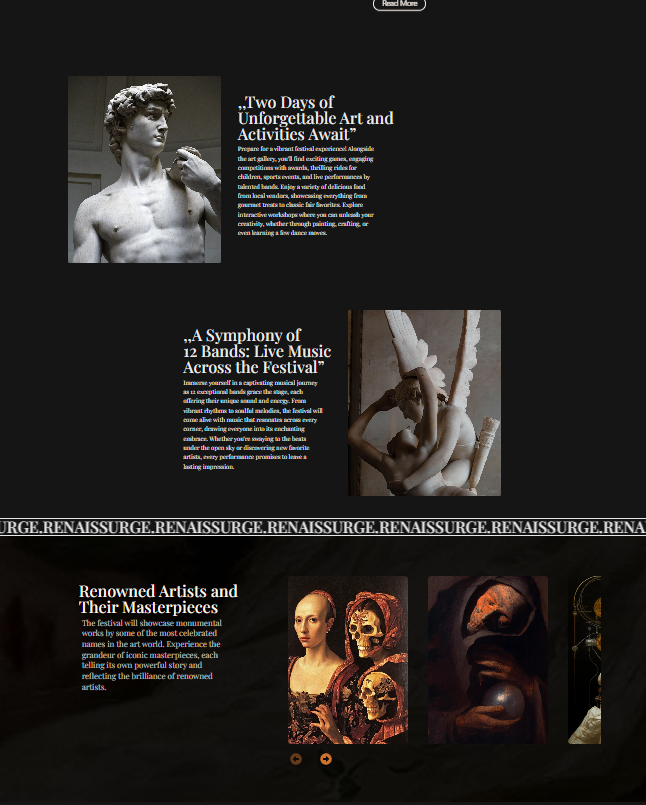 Read More
„Two Days of
Unforgettable Art and
Activities Await”
Prepare for a vibrant festival experience! Alongside
the art gallery, you'll find exciting games, engaging
competitions with awards, thrilling rides for
children, sports events, and live performances by
talented bands. Enjoy a variety of delicious food
from local vendors, showcasing everything from
gourmet treats to classic fair favorites. Explore
interactive workshops where you can unleash your
creativity, whether through painting, crafting, or
even learning a few dance moves.
„A Symphony of
12 Bands: Live Music
Across the Festival”
Immerse yourself in a captivating musical journey
as 12 exceptional bands grace the stage, each
offering their unique sound and energy. From
vibrant rhythms to soulful melodies, the festival will
come alive with music that resonates across every
corner, drawing everyone into its enchanting
embrace. Whether you're swaying to the beats
under the open sky or discovering new favorite
artists, every performance promises to leave a
lasting impression.
URGE.RENAISSURGE.RENAISSURGE.RENAISSURGE.RENAISSURGE.RENAISSURGE.RENA
Renowned Artists and
Their Masterpieces
The festival will showcase monumental
works by some of the most celebrated
names in the art world. Experience the
grandeur of iconic masterpieces, each
telling its own powerful story and
reflecting the brilliance of renowned
artists.